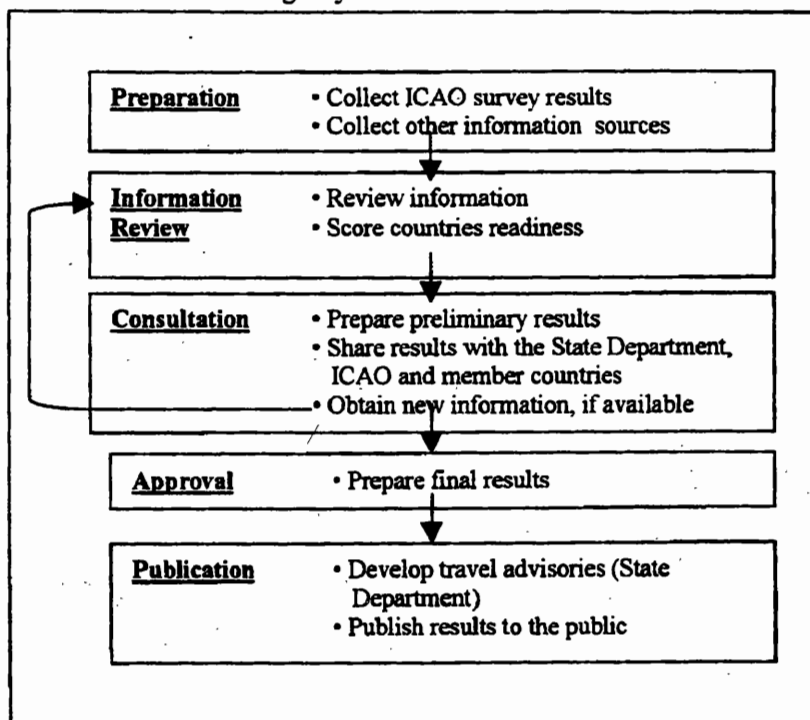 Preparation • Collect ICAO survey results
• Collect other information sources
Information • Review information
Review • Score countries readiness
Consultation • Prepare preliminary results
• Share results with the State Department,
ICAO and member countries
• Obtain new information, if available
Approval • Prepare final results
Publication • Develop travel advisories (State
Department)
• Publish results to the public